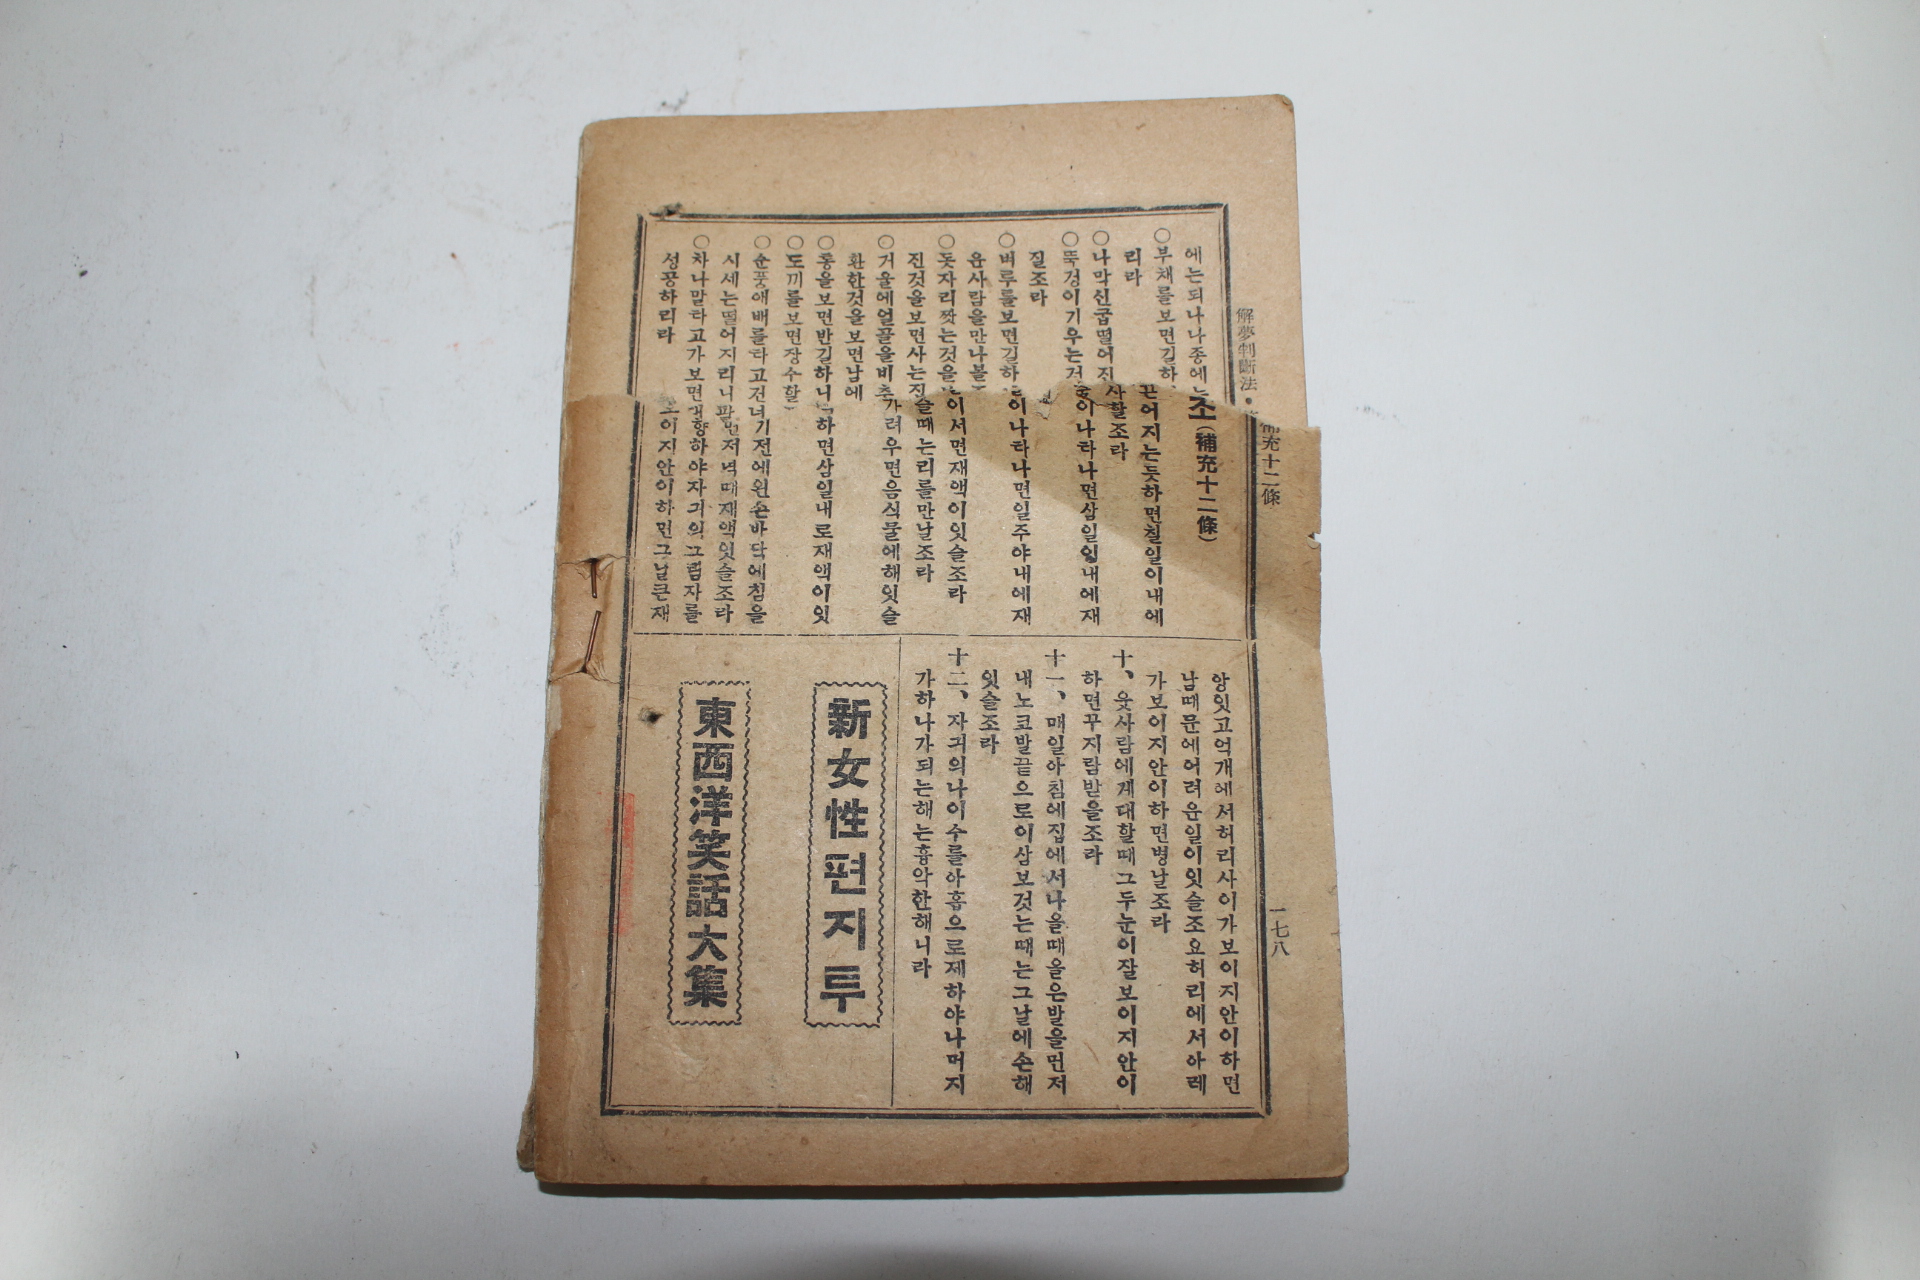 解夢判斷法・
補充十二條
一七八
에는되나나종에는
○부채를보면길하
리라
○나막신굽떨어진
○뚝겅이기우는것
질조라
○벼루를보면길하
윤사람을만나볼
○돗자리짯는것을
진것을보면사는
○거울에얼골을비추
환한것을보면남에
○통을보면반길하니
○도끼를보면장수할
○순풍에배를타고건너기전에왼손바닥에침을
시세는떨어지리니팔
○차나말타고가보면
성공하리라
조(補充十二條)
끈어지는듯하면칠일이내에
사할조라
이나타나면삼일일내에재
이나타나면일주야내에재
이서면재액이잇슬조라
슬때는리를만날조라
가려우면음식물에해잇슬
하면삼일내로재액이잇
먼저녁때재액잇슬조라
향하야자긔의그림자를
이지안이하면그날큰재
앙잇고억개에서허리사이가보이지안이하면
남때문에어려운일이잇슬조요허리에서아레
가보이지안이하면병날조라
十、웃사람에게대할때그두눈이잘보이지안이
하면꾸지람받을조라
十一、매일아침에집에서나올때올은발을먼저
내노코발끝으로이삼보것는때는그날에손해
잇슬조라
十二、자긔의나이수를아홉으로제하야나머지
가하나가되는해는흉악한해니라
新女性편지투
東西洋笑話大集